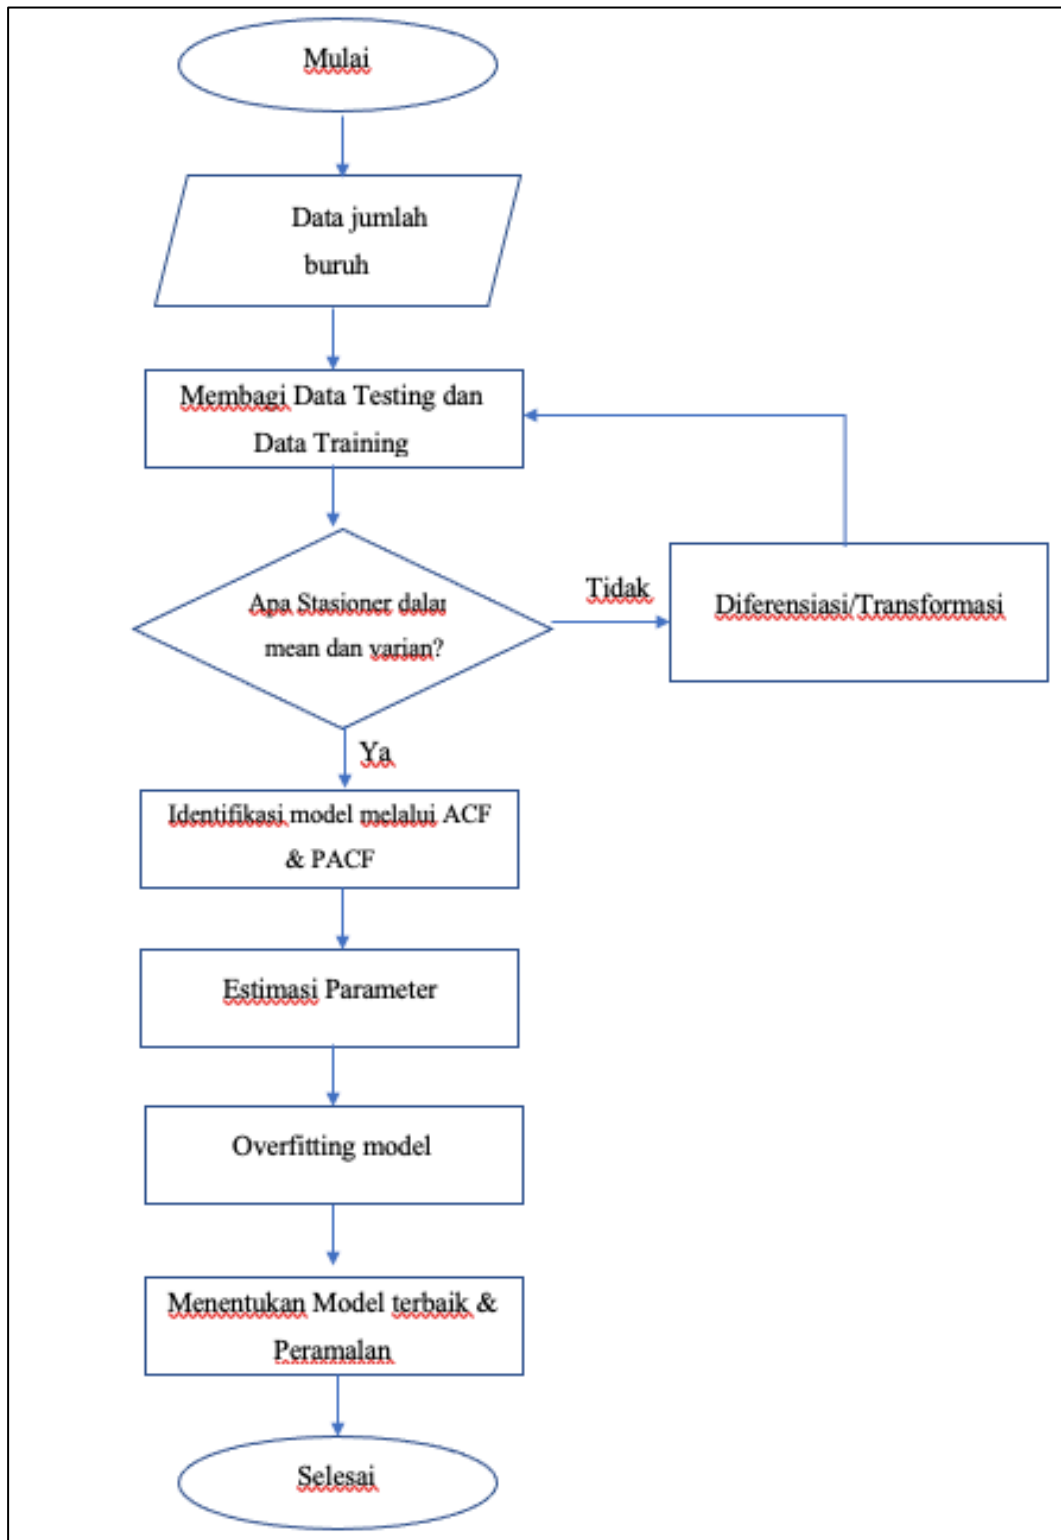 Mulai
Data jumlah
buruh
Membagi Data Testing dan
Data Training
Apa Stasioner dalar
mean dan varian?
Tidak
Diferensiasi/Transformasi
Ya
Identifikasi model melalui ACF
& PACF
Estimasi Parameter
Overfitting model
Menentukan Model terbaik &
Peramalan
Selesai